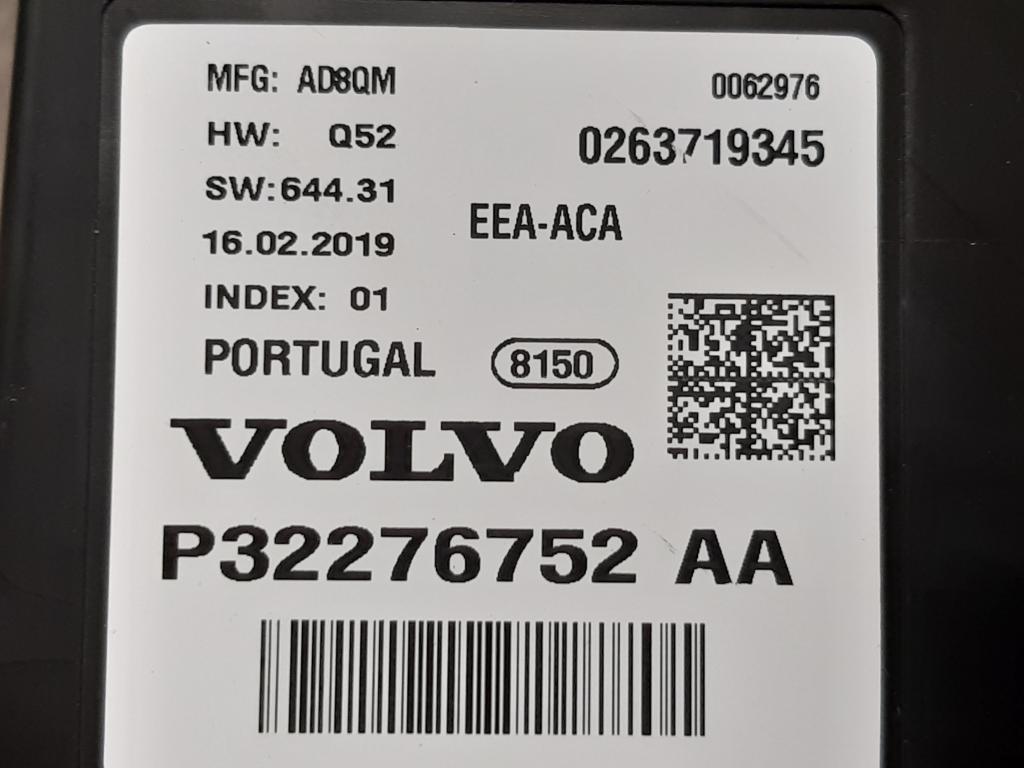 MFG: AD8QM
0062976
HW: Q52
0263719345
SW:644.31
EEA-ACA
16.02.2019
INDEX: 01
PORTUGAL
8150
VOLVO
P32276752 AA